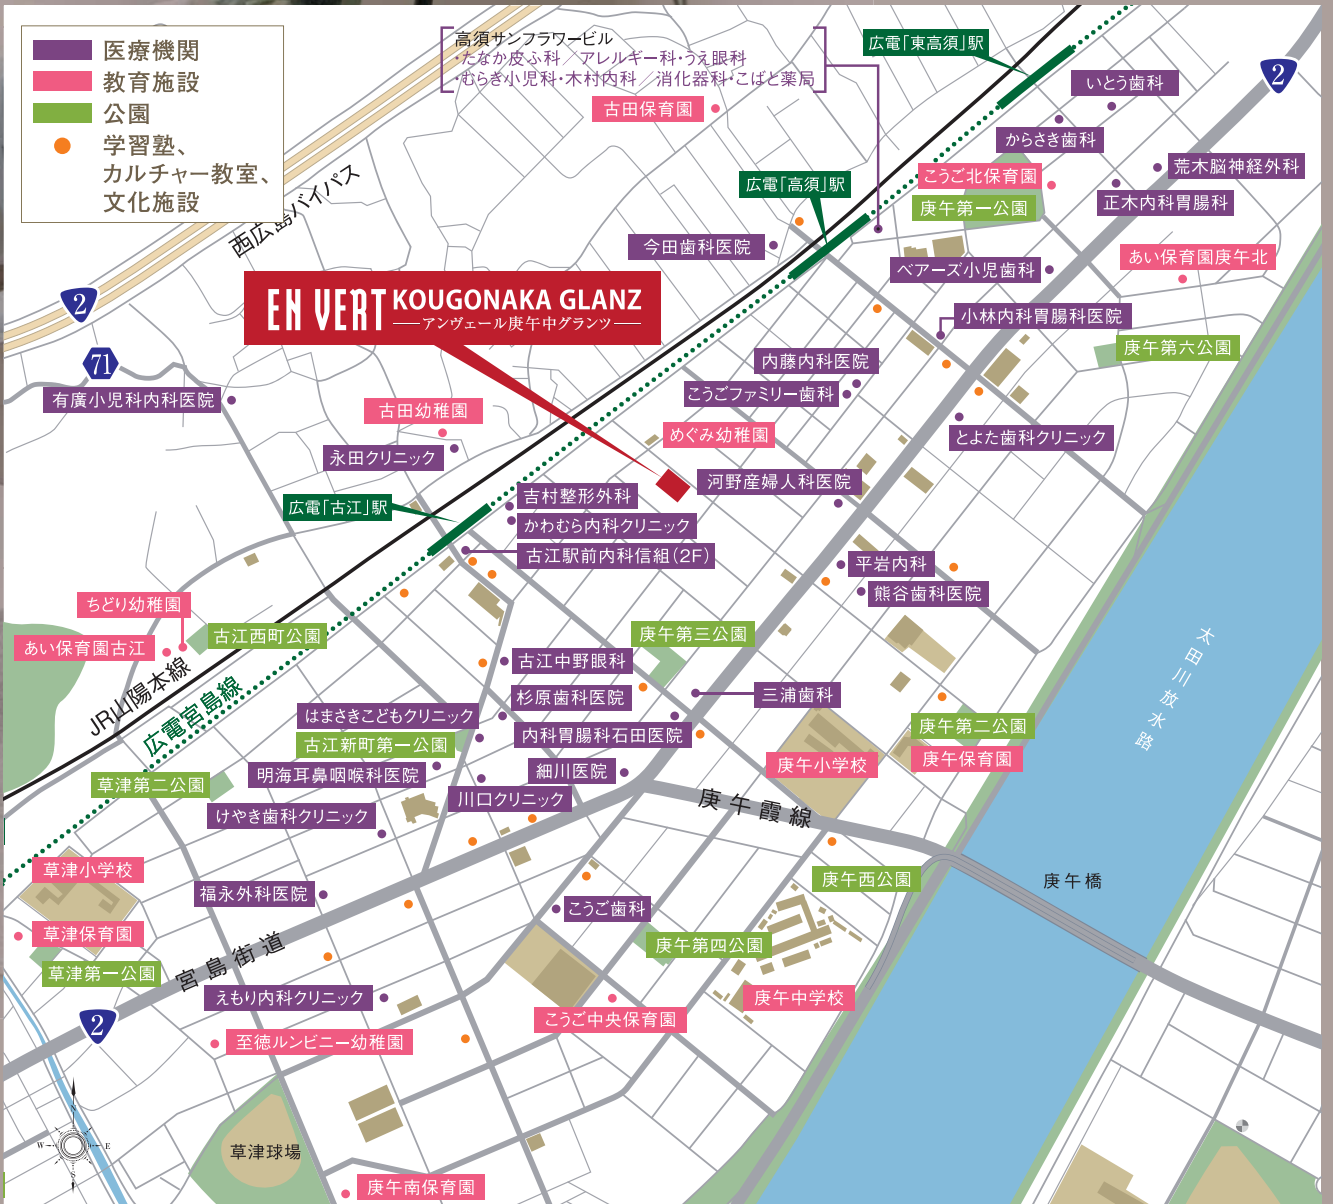 医療機関
教育施設
公園
学習塾、
カルチャー教室、
文化施設
高須サンフラワービル
・たなか皮ふ科／アレルギー科・うえ眼科
・むらき小児科・木村内科／消化器科・こばと薬局
古田保育園
広電「東高須」駅
2
いとう歯科
からさき歯科
荒木脳神経外科
こうご北保育園
正木内科胃腸科
庚午第一公園
広電「高須」駅
西広島バイパス
今田歯科医院
ベアーズ小児歯科
あい保育園庚午北
EN VERT KOUGONAKA GLANZ
アンヴェール庚午中グランツ
2
小林内科胃腸科医院
庚午第六公園
71
内藤内科医院
有廣小児科内科医院
こうごファミリー歯科
古田幼稚園
めぐみ幼稚園
とよた歯科クリニック
永田クリニック
河野産婦人科医院
吉村整形外科
広電「古江」駅
かわむら内科クリニック
古江駅前内科信組(2F)
平岩内科
熊谷歯科医院
ちどり幼稚園
古江西町公園
あい保育園古江
庚午第三公園
太田川放水路
古江中野眼科
JR山陽本線
広電宮島線
杉原歯科医院
三浦歯科
はまさきこどもクリニック
内科胃腸科石田医院
庚午第二公園
古江新町第一公園
庚午小学校
庚午保育園
明海耳鼻咽喉科医院
細川医院
草津第二公園
川口クリニック
庚午霞線
けやき歯科クリニック
草津小学校
庚午西公園
庚午橋
福永外科医院
こうご歯科
草津保育園
庚午第四公園
宮島街道
草津第一公園
えもり内科クリニック
庚午中学校
2
こうご中央保育園
至徳ルンビニー幼稚園
N
W
E
S
草津球場
庚午南保育園